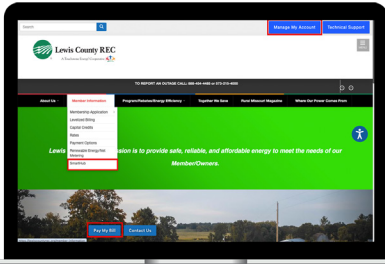 Search
Manage My Account
Technical Support
Lewis County REC
A Touchstone Energy Cooperative
TO REPORT AN OUTAGE CALL: 888-454-4485 or 573-215-4000
About Us
Member Information
Program/Rebates/Energy Efficiency
Together We Save
Rural Missouri Magazine
Where Our Power Comes From
Membership Application
Levelized Billing
Capital Credits
Rates
Payment Options
Renewable Energy/Net Metering
SmartHub
Lewis
sion is to provide safe, reliable, and affordable energy to meet the needs of our
Member/Owners.
Pay My Bill
Contact Us